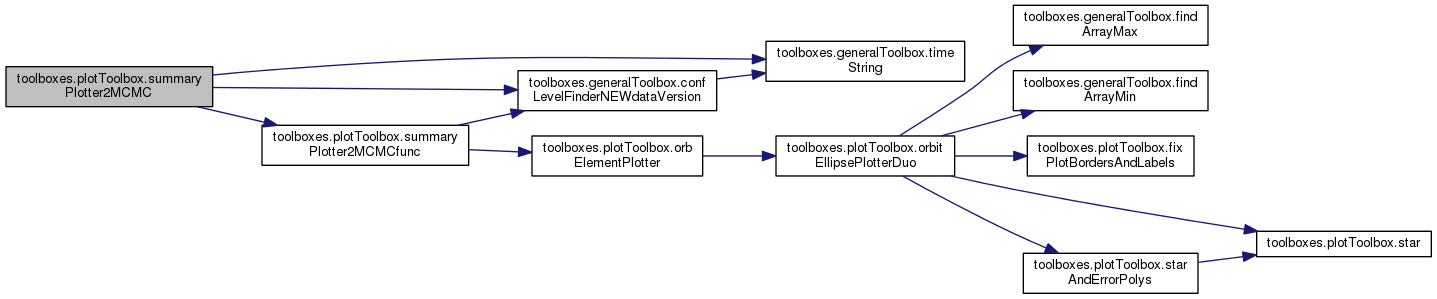 toolboxes.plotToolbox.summary
Plotter2MCMC
toolboxes.generalToolbox.time
String
toolboxes.generalToolbox.conf
LevelFinderNEWdataVersion
toolboxes.plotToolbox.summary
Plotter2MCMCfunc
toolboxes.plotToolbox.orb
ElementPlotter
toolboxes.plotToolbox.orbit
EllipsePlotterDuo
toolboxes.generalToolbox.find
ArrayMax
toolboxes.generalToolbox.find
ArrayMin
toolboxes.plotToolbox.fix
PlotBordersAndLabels
toolboxes.plotToolbox.star
AndErrorPolys
toolboxes.plotToolbox.star